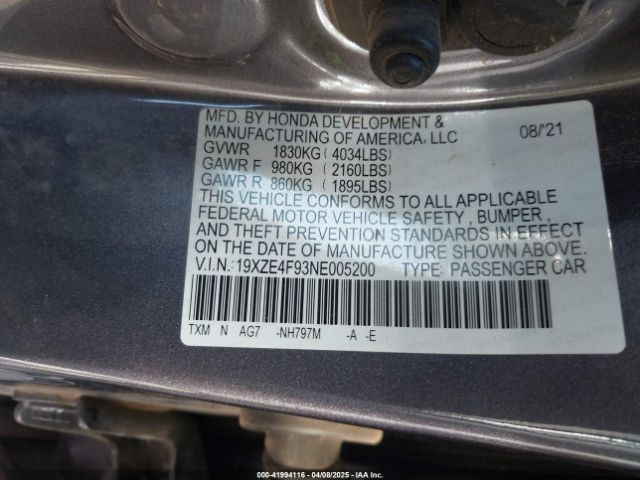 MFD. BY HONDA DEVELOPMENT &
MANUFACTURING OF AMERICA, LLC 08/'21
GVWR 1830KG ( 4034LBS)
GAWR F 980KG ( 2160LBS)
GAWR R 860KG ( 1895LBS)
THIS VEHICLE CONFORMS TO ALL APPLICABLE
FEDERAL MOTOR VEHICLE SAFETY , BUMPER ,
AND THEFT PREVENTION STANDARDS IN EFFECT
ON THE DATE OF MANUFACTURE SHOWN ABOVE.
V.I.N.: 19XZE4F93NE005200 TYPE: PASSENGER CAR
TXM N AG7 -NH797M -A -E
000-41994116 - 04/08/2025 - IAA Inc.